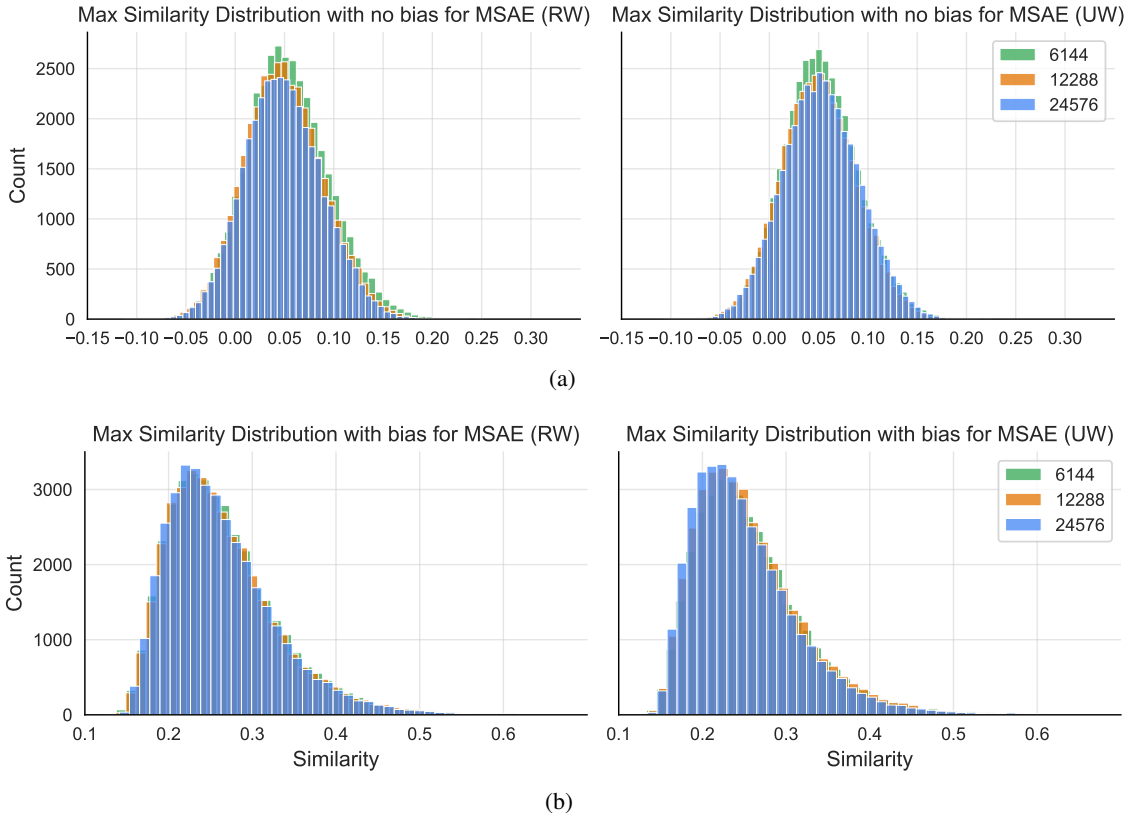 Max Similarity Distribution with no bias for MSAE (RW)
Max Similarity Distribution with no bias for MSAE (UW)
Count
2500
2000
1500
1000
500
0
−0.15 −0.10 −0.05 0.00 0.05 0.10 0.15 0.20 0.25 0.30
6144
12288
24576
−0.15 −0.10 −0.05 0.00 0.05 0.10 0.15 0.20 0.25 0.30
(a)
Max Similarity Distribution with bias for MSAE (RW)
Max Similarity Distribution with bias for MSAE (UW)
Count
3000
2000
1000
0
0.1 0.2 0.3 0.4 0.5 0.6
Similarity
6144
12288
24576
0.1 0.2 0.3 0.4 0.5 0.6
Similarity
(b)